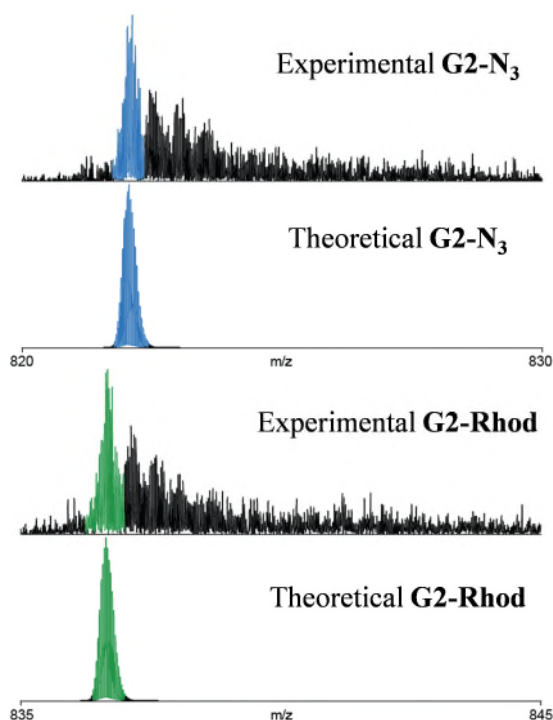 Experimental G2-N₃
Theoretical G2-N₃
820 m/z 830
Experimental G2-Rhod
Theoretical G2-Rhod
835 m/z 845